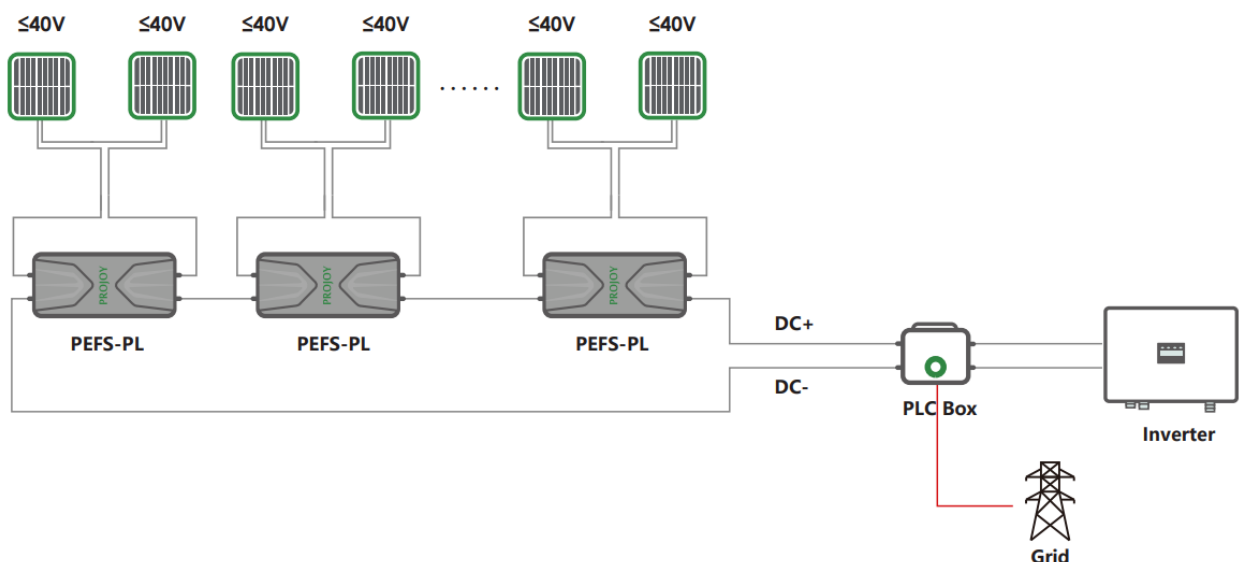 ≤40V ≤40V ≤40V ≤40V ...... ≤40V ≤40V
PROJOY PROJOY PROJOY
PEFS-PL PEFS-PL PEFS-PL
DC+
DC-
PLC Box
Inverter
Grid